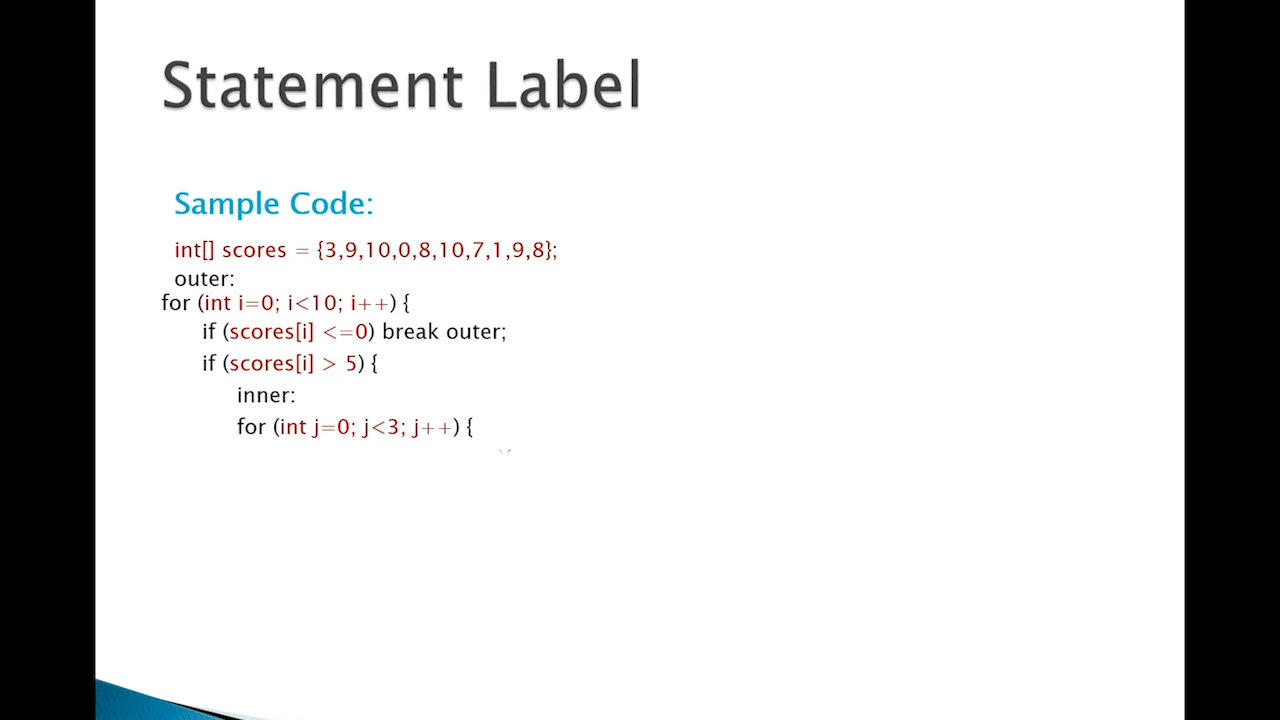 Statement Label
Sample Code:
int[] scores = {3,9,10,0,8,10,7,1,9,8};
outer:
for (int i=0; i<10; i++) {
if (scores[i] <=0) break outer;
if (scores[i] > 5) {
inner:
for (int j=0; j<3; j++) {